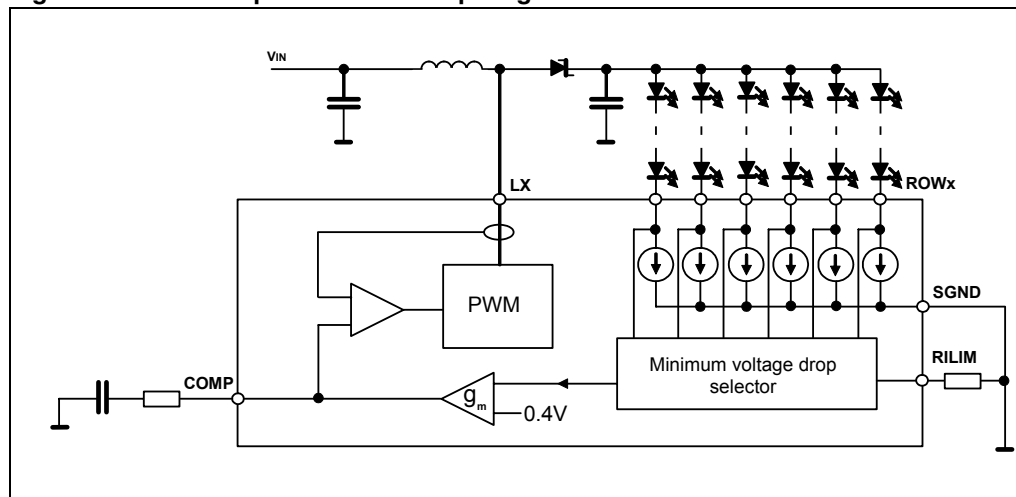 VIN
LX
ROWx
PWM
SGND
Minimum voltage drop
selector
RILIM
COMP
gm
0.4V